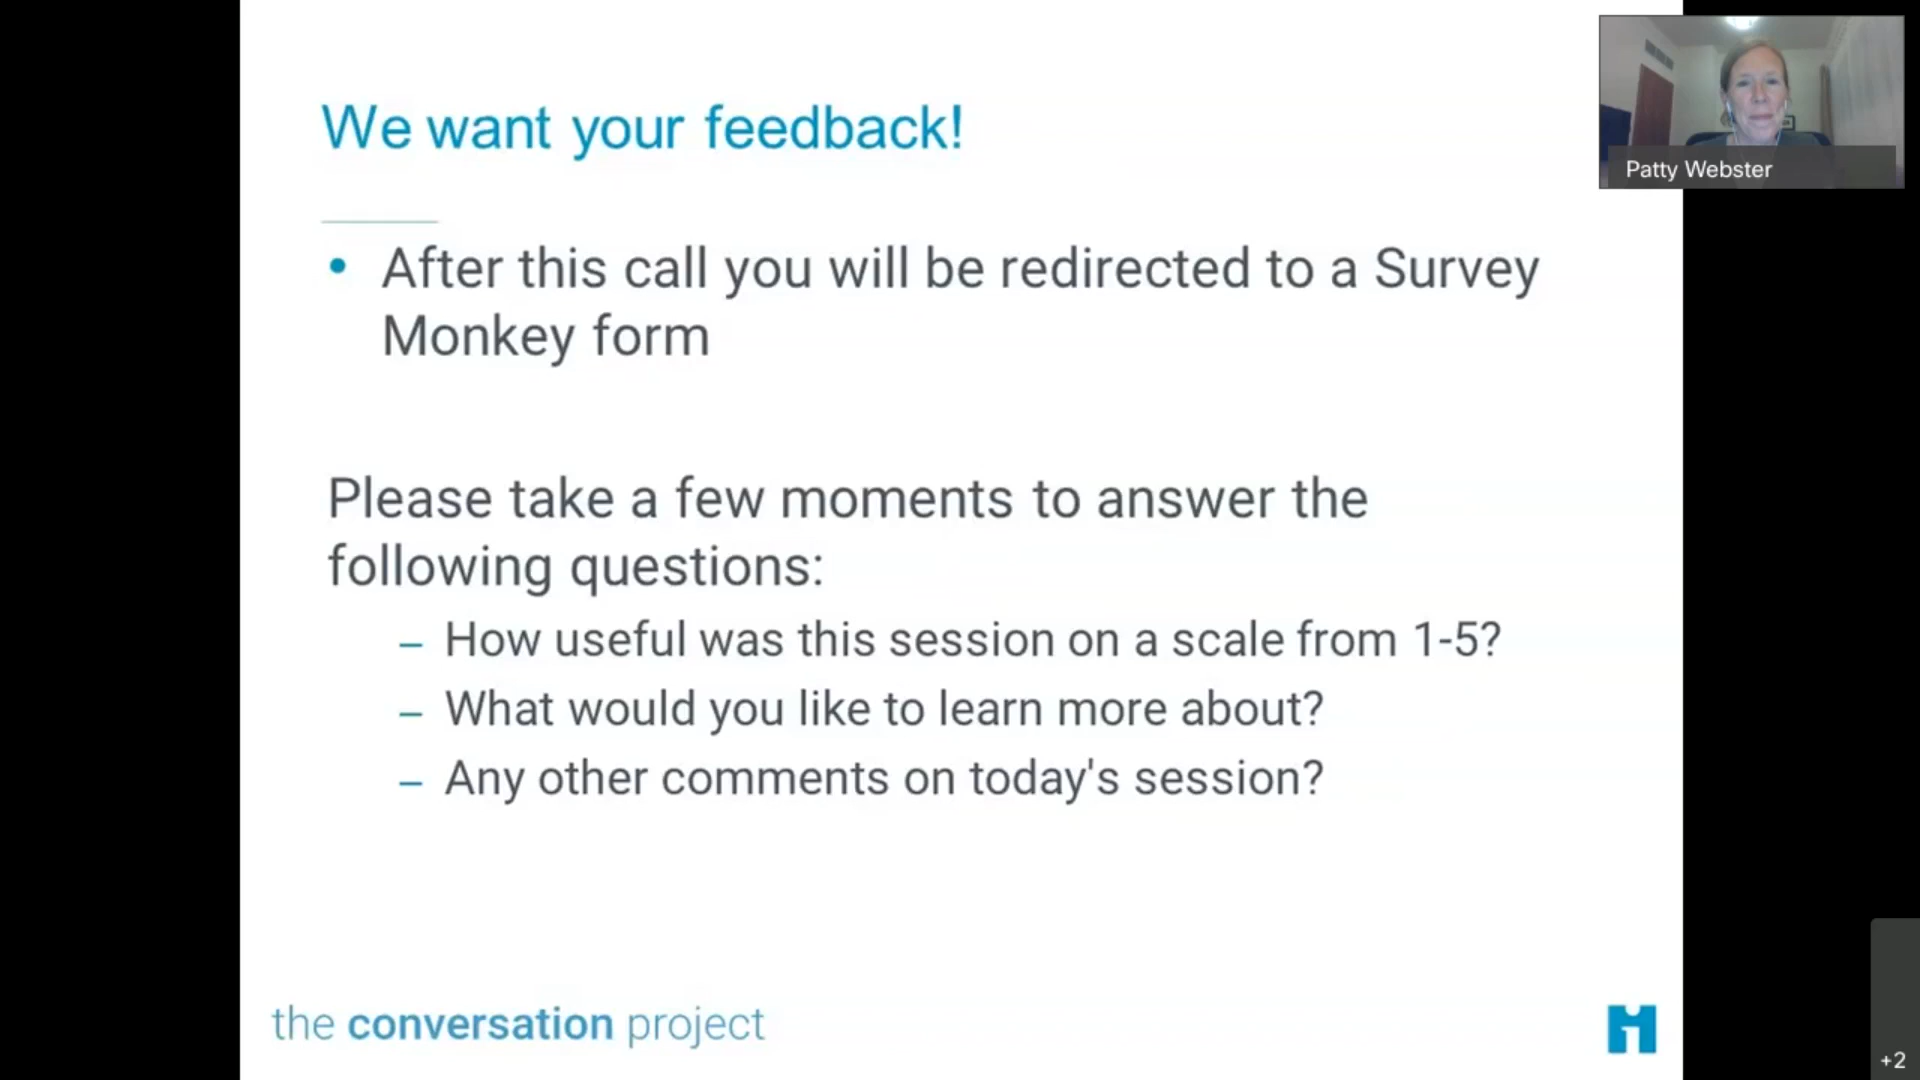 We want your feedback!
Patty Webster
• After this call you will be redirected to a Survey
Monkey form
Please take a few moments to answer the
following questions:
– How useful was this session on a scale from 1-5?
– What would you like to learn more about?
– Any other comments on today's session?
the conversation project
+2